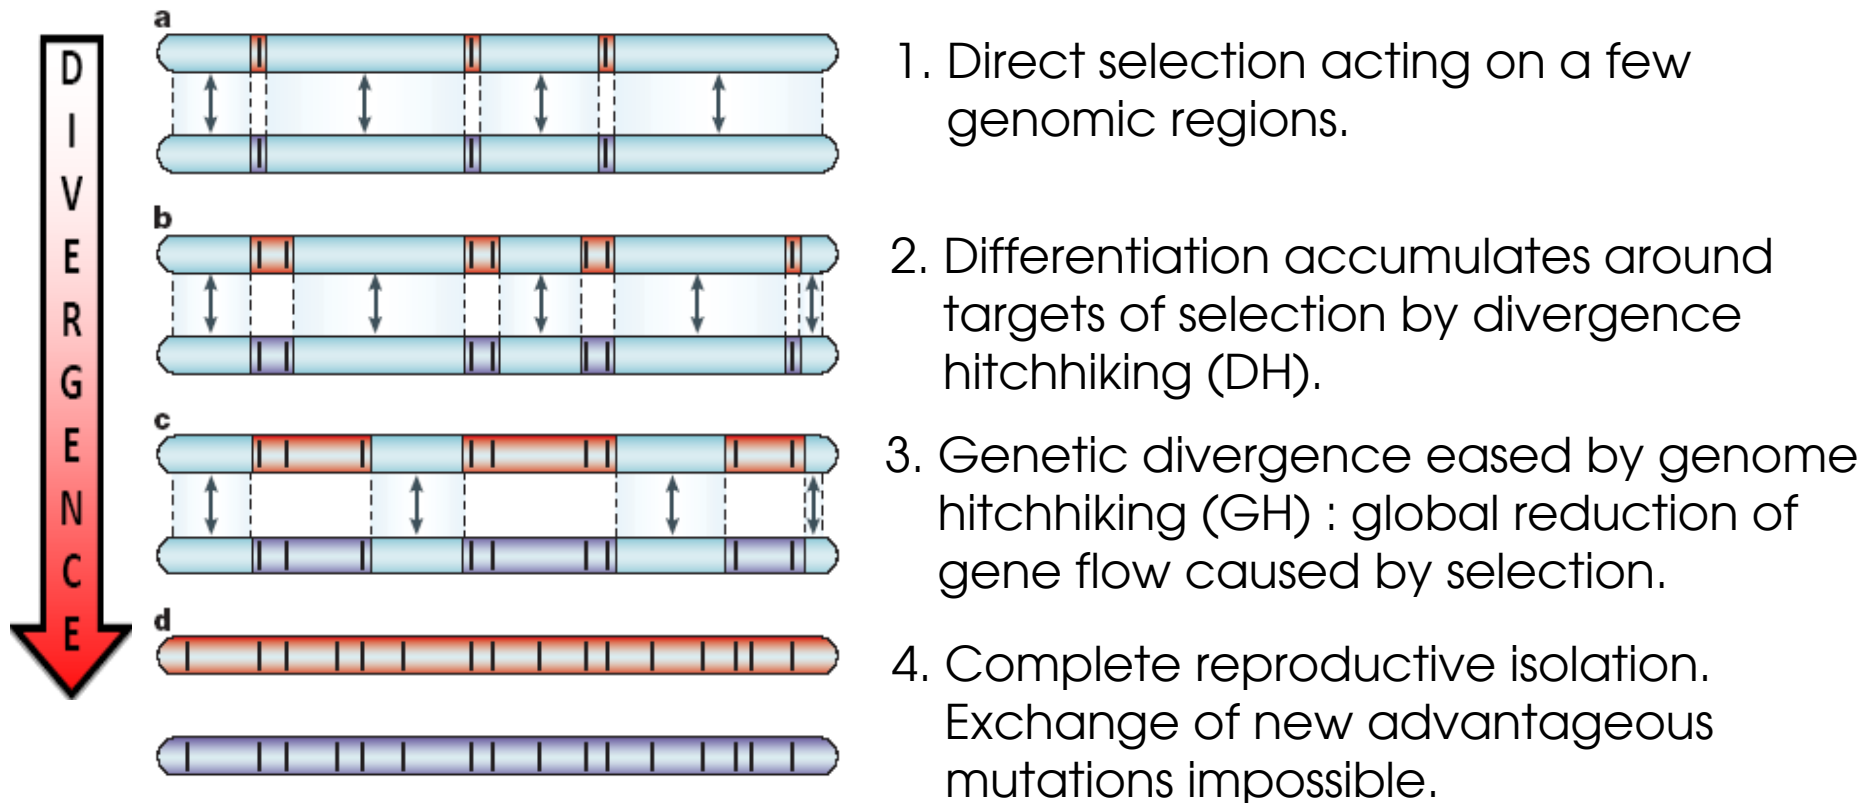 DIVERGENCE
a
1. Direct selection acting on a few
genomic regions.
b
2. Differentiation accumulates around
targets of selection by divergence
hitchhiking (DH).
c
3. Genetic divergence eased by genome
hitchhiking (GH) : global reduction of
gene flow caused by selection.
d
4. Complete reproductive isolation.
Exchange of new advantageous
mutations impossible.